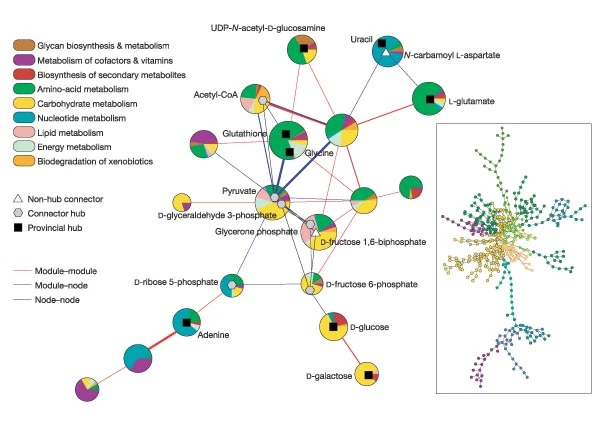 UDP-N-acetyl-D-glucosamine
Uracil
N-carbamoyl L-aspartate
Glycan biosynthesis & metabolism
Metabolism of cofactors & vitamins
Biosynthesis of secondary metabolites
Amino-acid metabolism
Carbohydrate metabolism
Nucleotide metabolism
Lipid metabolism
Energy metabolism
Biodegradation of xenobiotics
Acetyl-CoA
L-glutamate
Glutathione
Glycine
Pyruvate
D-glyceraldehyde 3-phosphate
Glycerone phosphate
D-fructose 1,6-biphosphate
Non-hub connector
Connector hub
Provincial hub
Module–module
Module–node
Node–node
D-ribose 5-phosphate
D-fructose 6-phosphate
Adenine
D-glucose
D-galactose